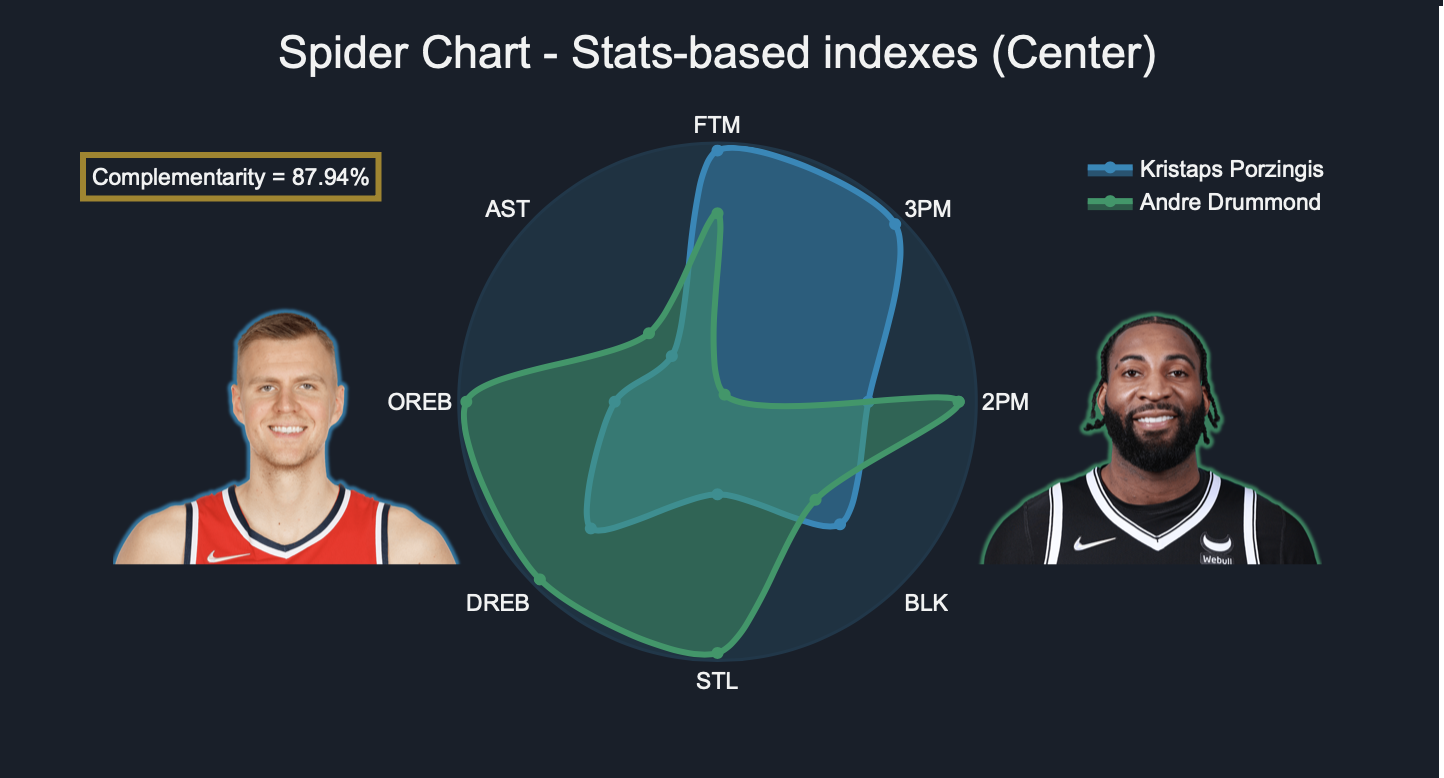 Spider Chart - Stats-based indexes (Center)
FTM
Complementarity = 87.94%
Kristaps Porzingis
Andre Drummond
AST
3PM
OREB
2PM
DREB
BLK
STL
Webull